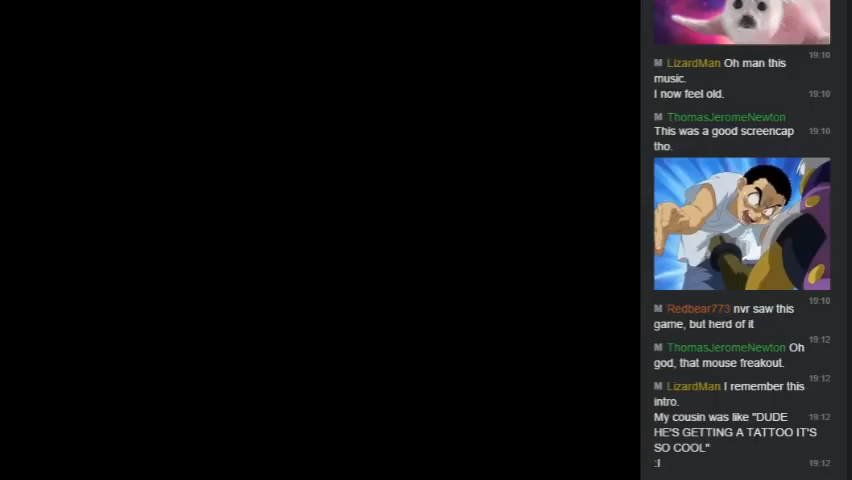 19:10
M LizardMan Oh man this
music.
I now feel old. 19:10
M ThomasJeromeNewton
This was a good screencap 19:10
tho.
19:10
M Redbear773 nvr saw this
game, but herd of it
19:12
M ThomasJeromeNewton Oh
god, that mouse freakout.
19:12
M LizardMan I remember this
intro.
My cousin was like "DUDE 19:12
HE'S GETTING A TATTOO IT'S
SO COOL"
:I 19:12